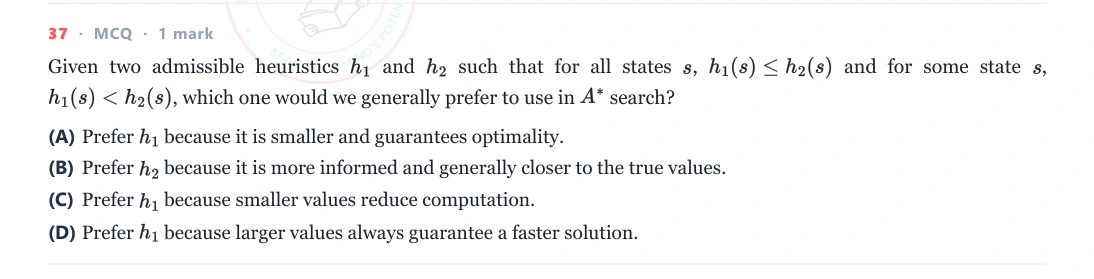 37 · MCQ · 1 mark
Given two admissible heuristics h₁ and h₂ such that for all states s, h₁(s) ≤ h₂(s) and for some state s,
h₁(s) < h₂(s), which one would we generally prefer to use in A* search?
(A) Prefer h₁ because it is smaller and guarantees optimality.
(B) Prefer h₂ because it is more informed and generally closer to the true values.
(C) Prefer h₁ because smaller values reduce computation.
(D) Prefer h₁ because larger values always guarantee a faster solution.